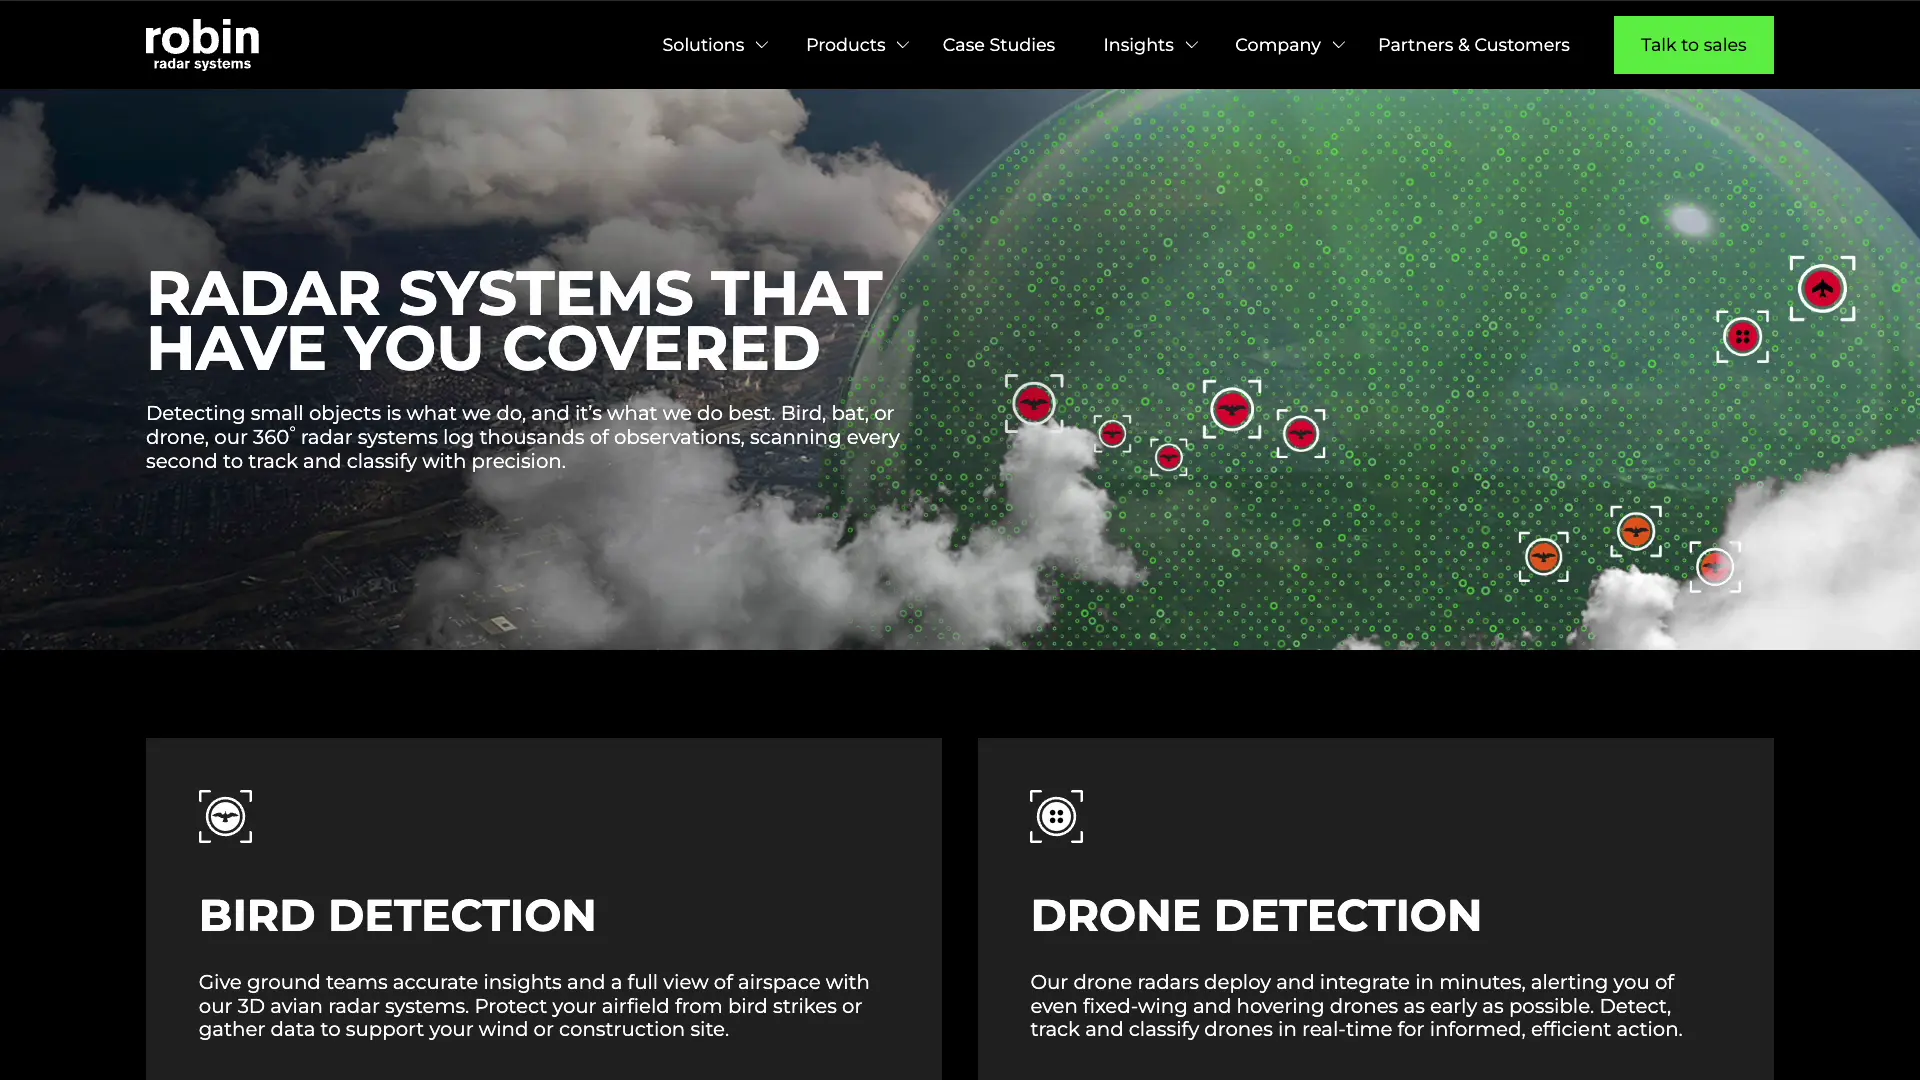 robin
radar systems
Solutions
Products
Case Studies
Insights
Company
Partners & Customers
Talk to sales
RADAR SYSTEMS THAT
HAVE YOU COVERED
Detecting small objects is what we do, and it’s what we do best. Bird, bat, or
drone, our 360° radar systems log thousands of observations, scanning every
second to track and classify with precision.
BIRD DETECTION
Give ground teams accurate insights and a full view of airspace with
our 3D avian radar systems. Protect your airfield from bird strikes or
gather data to support your wind or construction site.
DRONE DETECTION
Our drone radars deploy and integrate in minutes, alerting you of
even fixed-wing and hovering drones as early as possible. Detect,
track and classify drones in real-time for informed, efficient action.